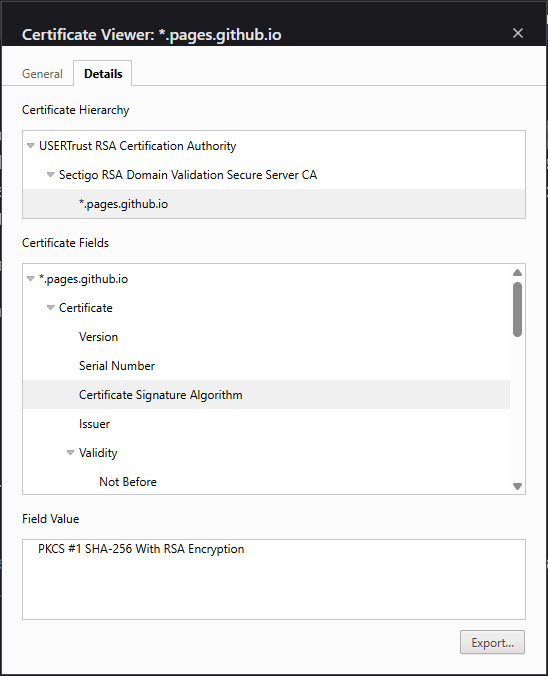 Certificate Viewer: *.pages.github.io
General
Details
Certificate Hierarchy
USERTrust RSA Certification Authority
Sectigo RSA Domain Validation Secure Server CA
*.pages.github.io
Certificate Fields
*.pages.github.io
Certificate
Version
Serial Number
Certificate Signature Algorithm
Issuer
Validity
Not Before
Field Value
PKCS #1 SHA-256 With RSA Encryption
Export...